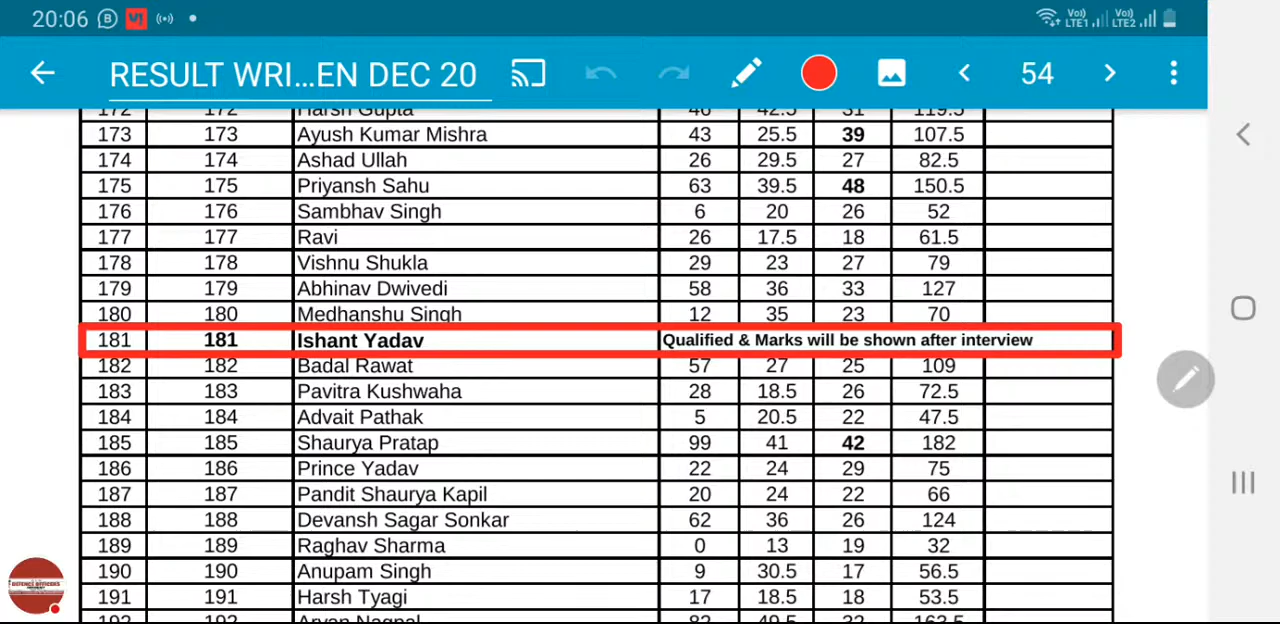 20:06 LTE1 LTE2
RESULT WRI...EN DEC 20 54
172 172 Harsh Gupta 46 42.5 31 119.5
173 173 Ayush Kumar Mishra 43 25.5 39 107.5
174 174 Ashad Ullah 26 29.5 27 82.5
175 175 Priyansh Sahu 63 39.5 48 150.5
176 176 Sambhav Singh 6 20 26 52
177 177 Ravi 26 17.5 18 61.5
178 178 Vishnu Shukla 29 23 27 79
179 179 Abhinav Dwivedi 58 36 33 127
180 180 Medhanshu Singh 12 35 23 70
181 181 Ishant Yadav Qualified & Marks will be shown after interview
182 182 Badal Rawat 57 27 25 109
183 183 Pavitra Kushwaha 28 18.5 26 72.5
184 184 Advait Pathak 5 20.5 22 47.5
185 185 Shaurya Pratap 99 41 42 182
186 186 Prince Yadav 22 24 29 75
187 187 Pandit Shaurya Kapil 20 24 22 66
188 188 Devansh Sagar Sonkar 62 36 26 124
189 189 Raghav Sharma 0 13 19 32
190 190 Anupam Singh 9 30.5 17 56.5
191 191 Harsh Tyagi 17 18.5 18 53.5
192 192 Aryan Nagpal 82 49.5 32 163.5